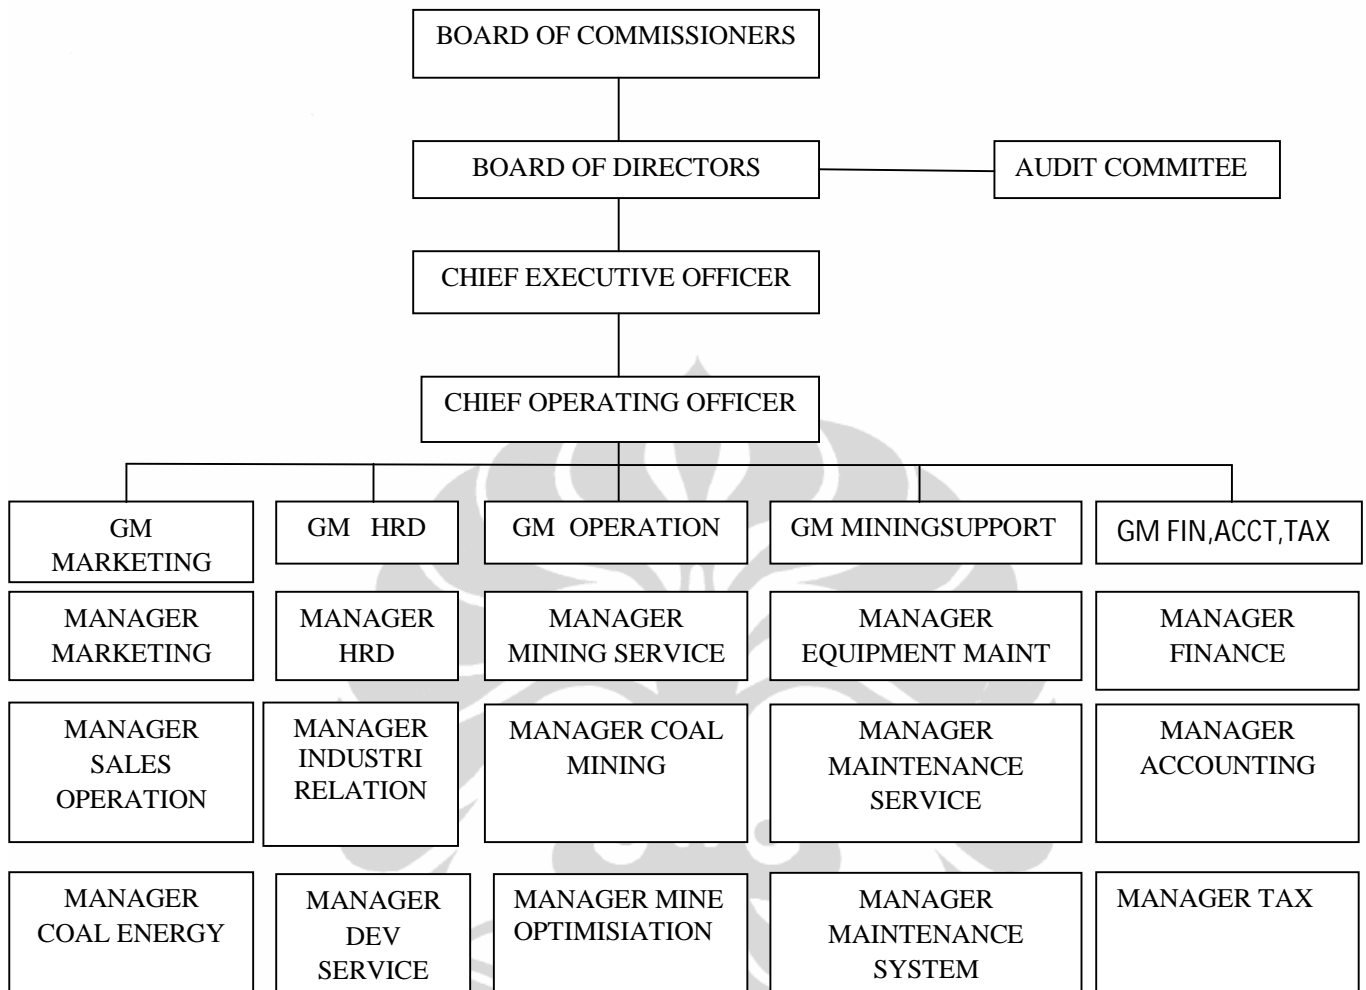 BOARD OF COMMISSIONERS
BOARD OF DIRECTORS
AUDIT COMMITEE
CHIEF EXECUTIVE OFFICER
CHIEF OPERATING OFFICER
GM
MARKETING
GM HRD
GM OPERATION
GM MININGSUPPORT
GM FIN,ACCT,TAX
MANAGER
MARKETING
MANAGER
HRD
MANAGER
MINING SERVICE
MANAGER
EQUIPMENT MAINT
MANAGER
FINANCE
MANAGER
SALES
OPERATION
MANAGER
INDUSTRI
RELATION
MANAGER COAL
MINING
MANAGER
MAINTENANCE
SERVICE
MANAGER
ACCOUNTING
MANAGER
COAL ENERGY
MANAGER
DEV
SERVICE
MANAGER MINE
OPTIMISIATION
MANAGER
MAINTENANCE
SYSTEM
MANAGER TAX